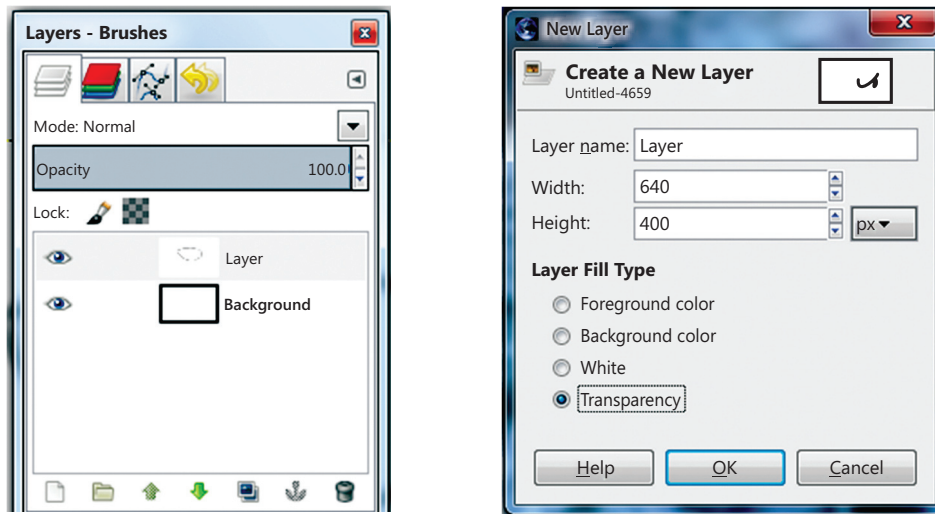 Layers - Brushes
Mode: Normal
Opacity 100.0
Lock:
Layer
Background
New Layer
Create a New Layer
Untitled-4659
Layer name: Layer
Width: 640
Height: 400 px
Layer Fill Type
Foreground color
Background color
White
Transparency
Help OK Cancel